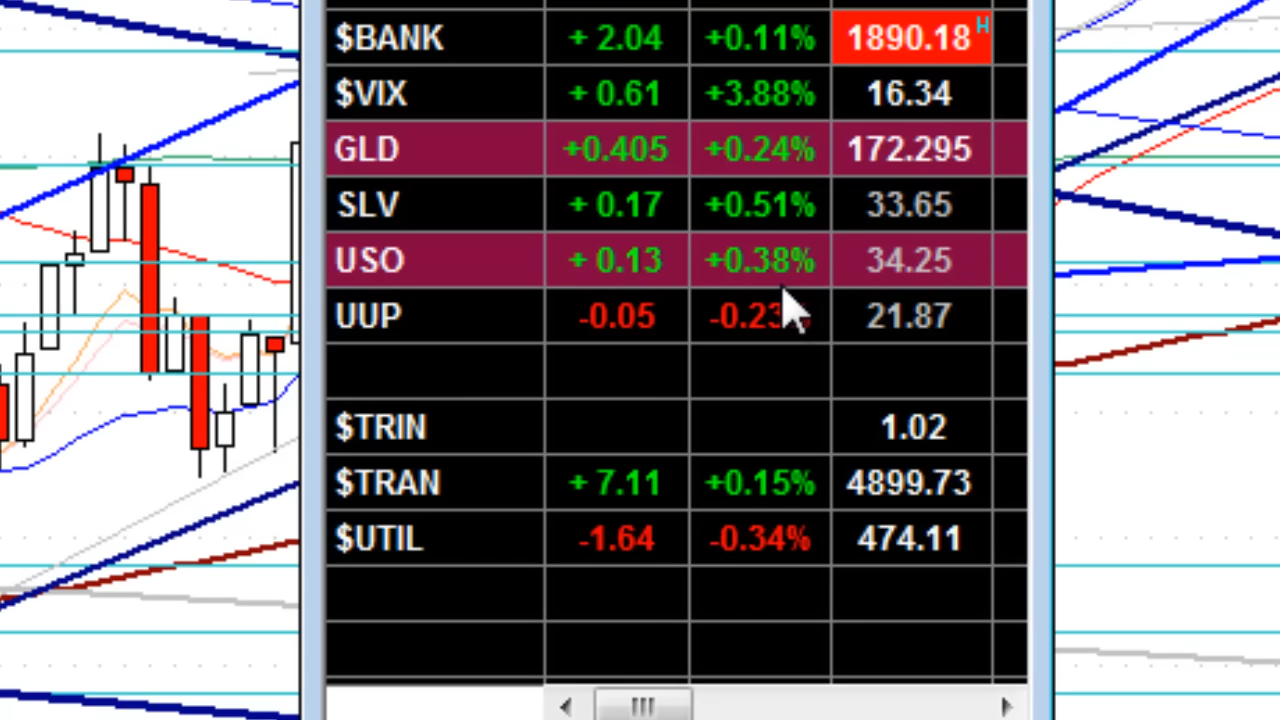 $BANK + 2.04 +0.11% 1890.18 H
$VIX + 0.61 +3.88% 16.34
GLD +0.405 +0.24% 172.295
SLV + 0.17 +0.51% 33.65
USO + 0.13 +0.38% 34.25
UUP -0.05 -0.23 21.87
$TRIN 1.02
$TRAN + 7.11 +0.15% 4899.73
$UTIL -1.64 -0.34% 474.11